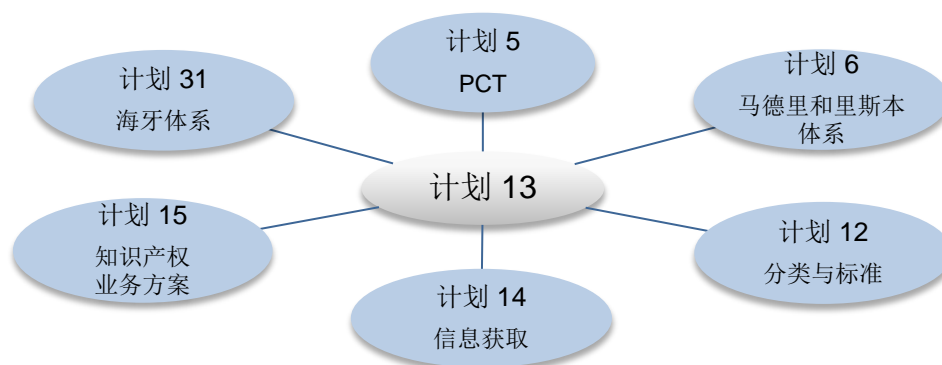 计划 5
PCT
计划 31
海牙体系
计划 6
马德里和里斯本
体系
计划 13
计划 15
知识产权
业务方案
计划 12
分类与标准
计划 14
信息获取